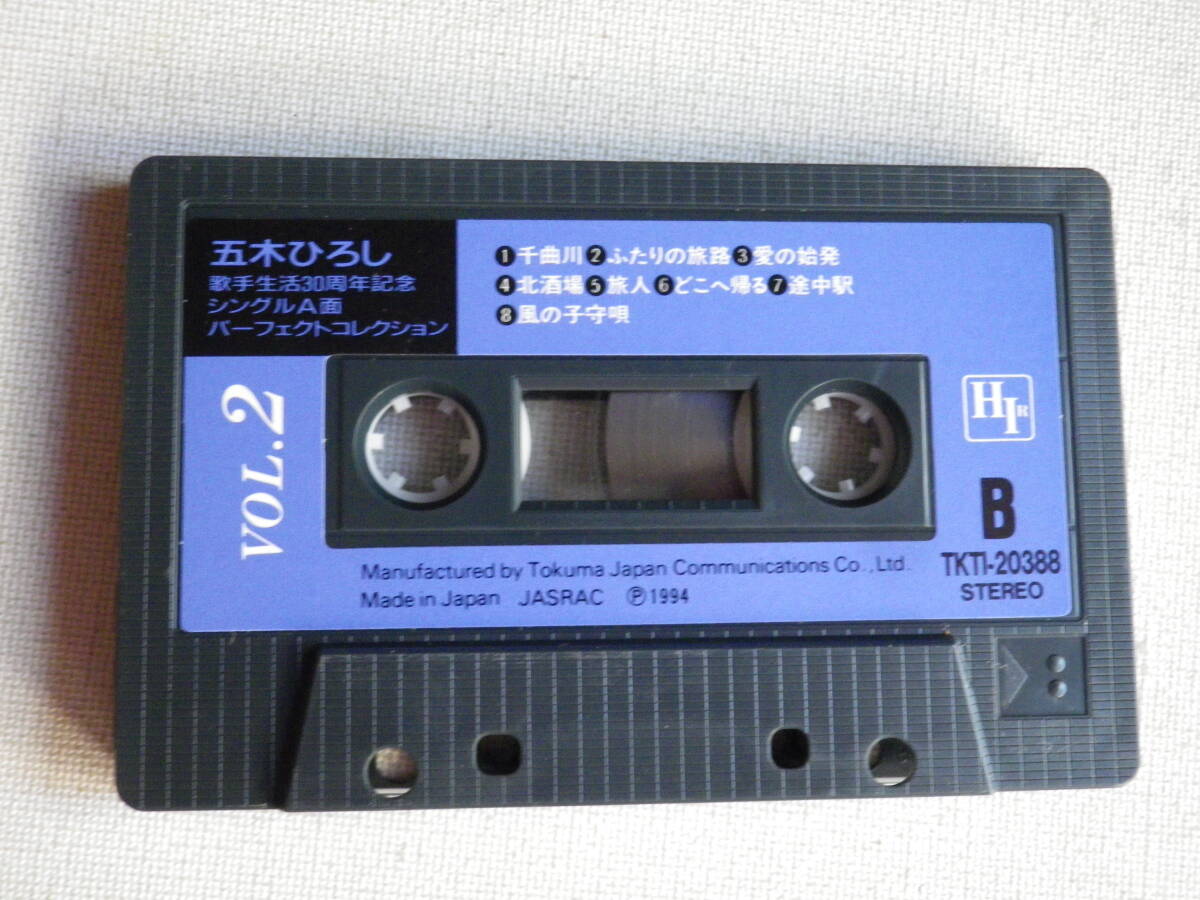 五木ひろし
歌手生活30周年記念
シングルA面
パーフェクトコレクション
❶千曲川❷ふたりの旅路❸愛の始発
❹北酒場❺旅人❻どこへ帰る❼途中駅
❽風の子守唄
VOL.2
HIR
B
TKTI-20388
STEREO
Manufactured by Tokuma Japan Communications Co.,Ltd.
Made in Japan JASRAC Ⓟ1994